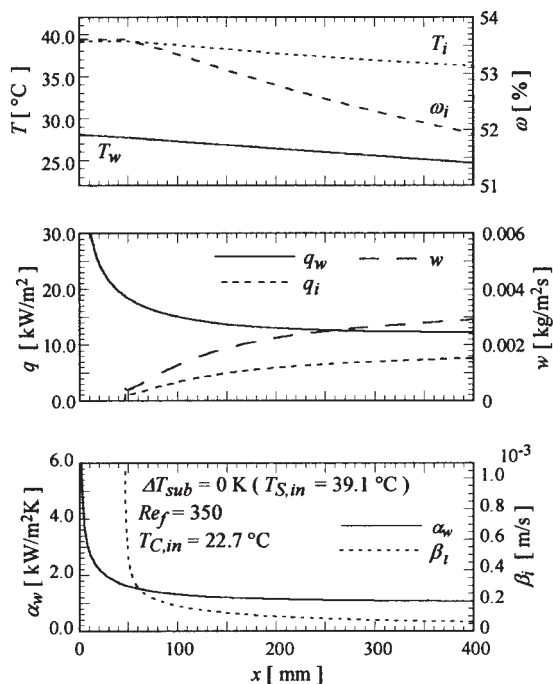 T [ °C ]
40.0
35.0
30.0
25.0
T_i
ω_i
T_w
54
53
52
51
ω [ % ]
q [ kW/m² ]
30.0
20.0
10.0
0.0
q_w
w
q_i
0.006
0.004
0.002
0
w [ kg/m²s ]
α_w [ kW/m²K ]
6.0
4.0
2.0
0.0
ΔT_sub = 0 K ( T_S,in = 39.1 °C )
Re_f = 350
T_C,in = 22.7 °C
α_w
β_i
10⁻³
1.0
0.8
0.6
0.4
0.2
0
β_i [ m/s ]
0 100 200 300 400
x [ mm ]